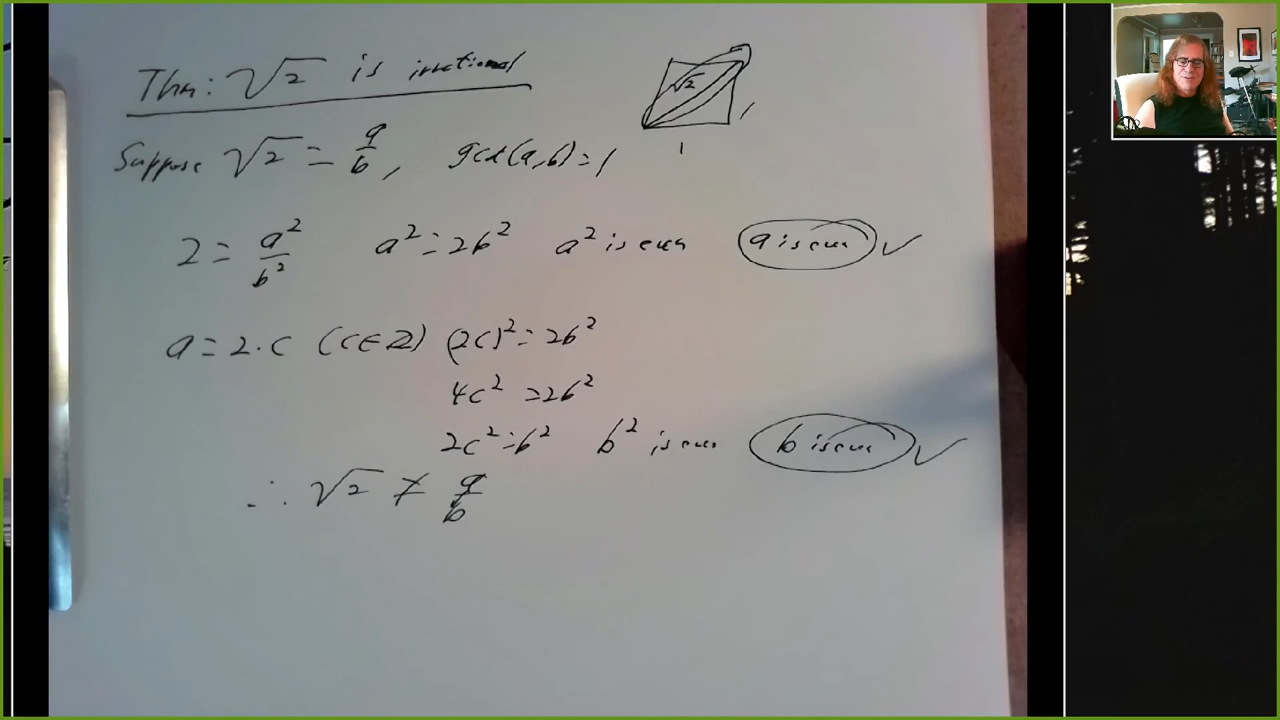 Thm: √2 is irrational
√2
1
1
Suppose √2 = a/b, gcd(a,b)=1
2 = a²/b² a² = 2b² a² is even a is even ✓
a = 2·c (c∈ℤ) (2c)² = 2b²
4c² = 2b²
2c² = b² b² is even b is even ✓
∴ √2 ≠ a/b